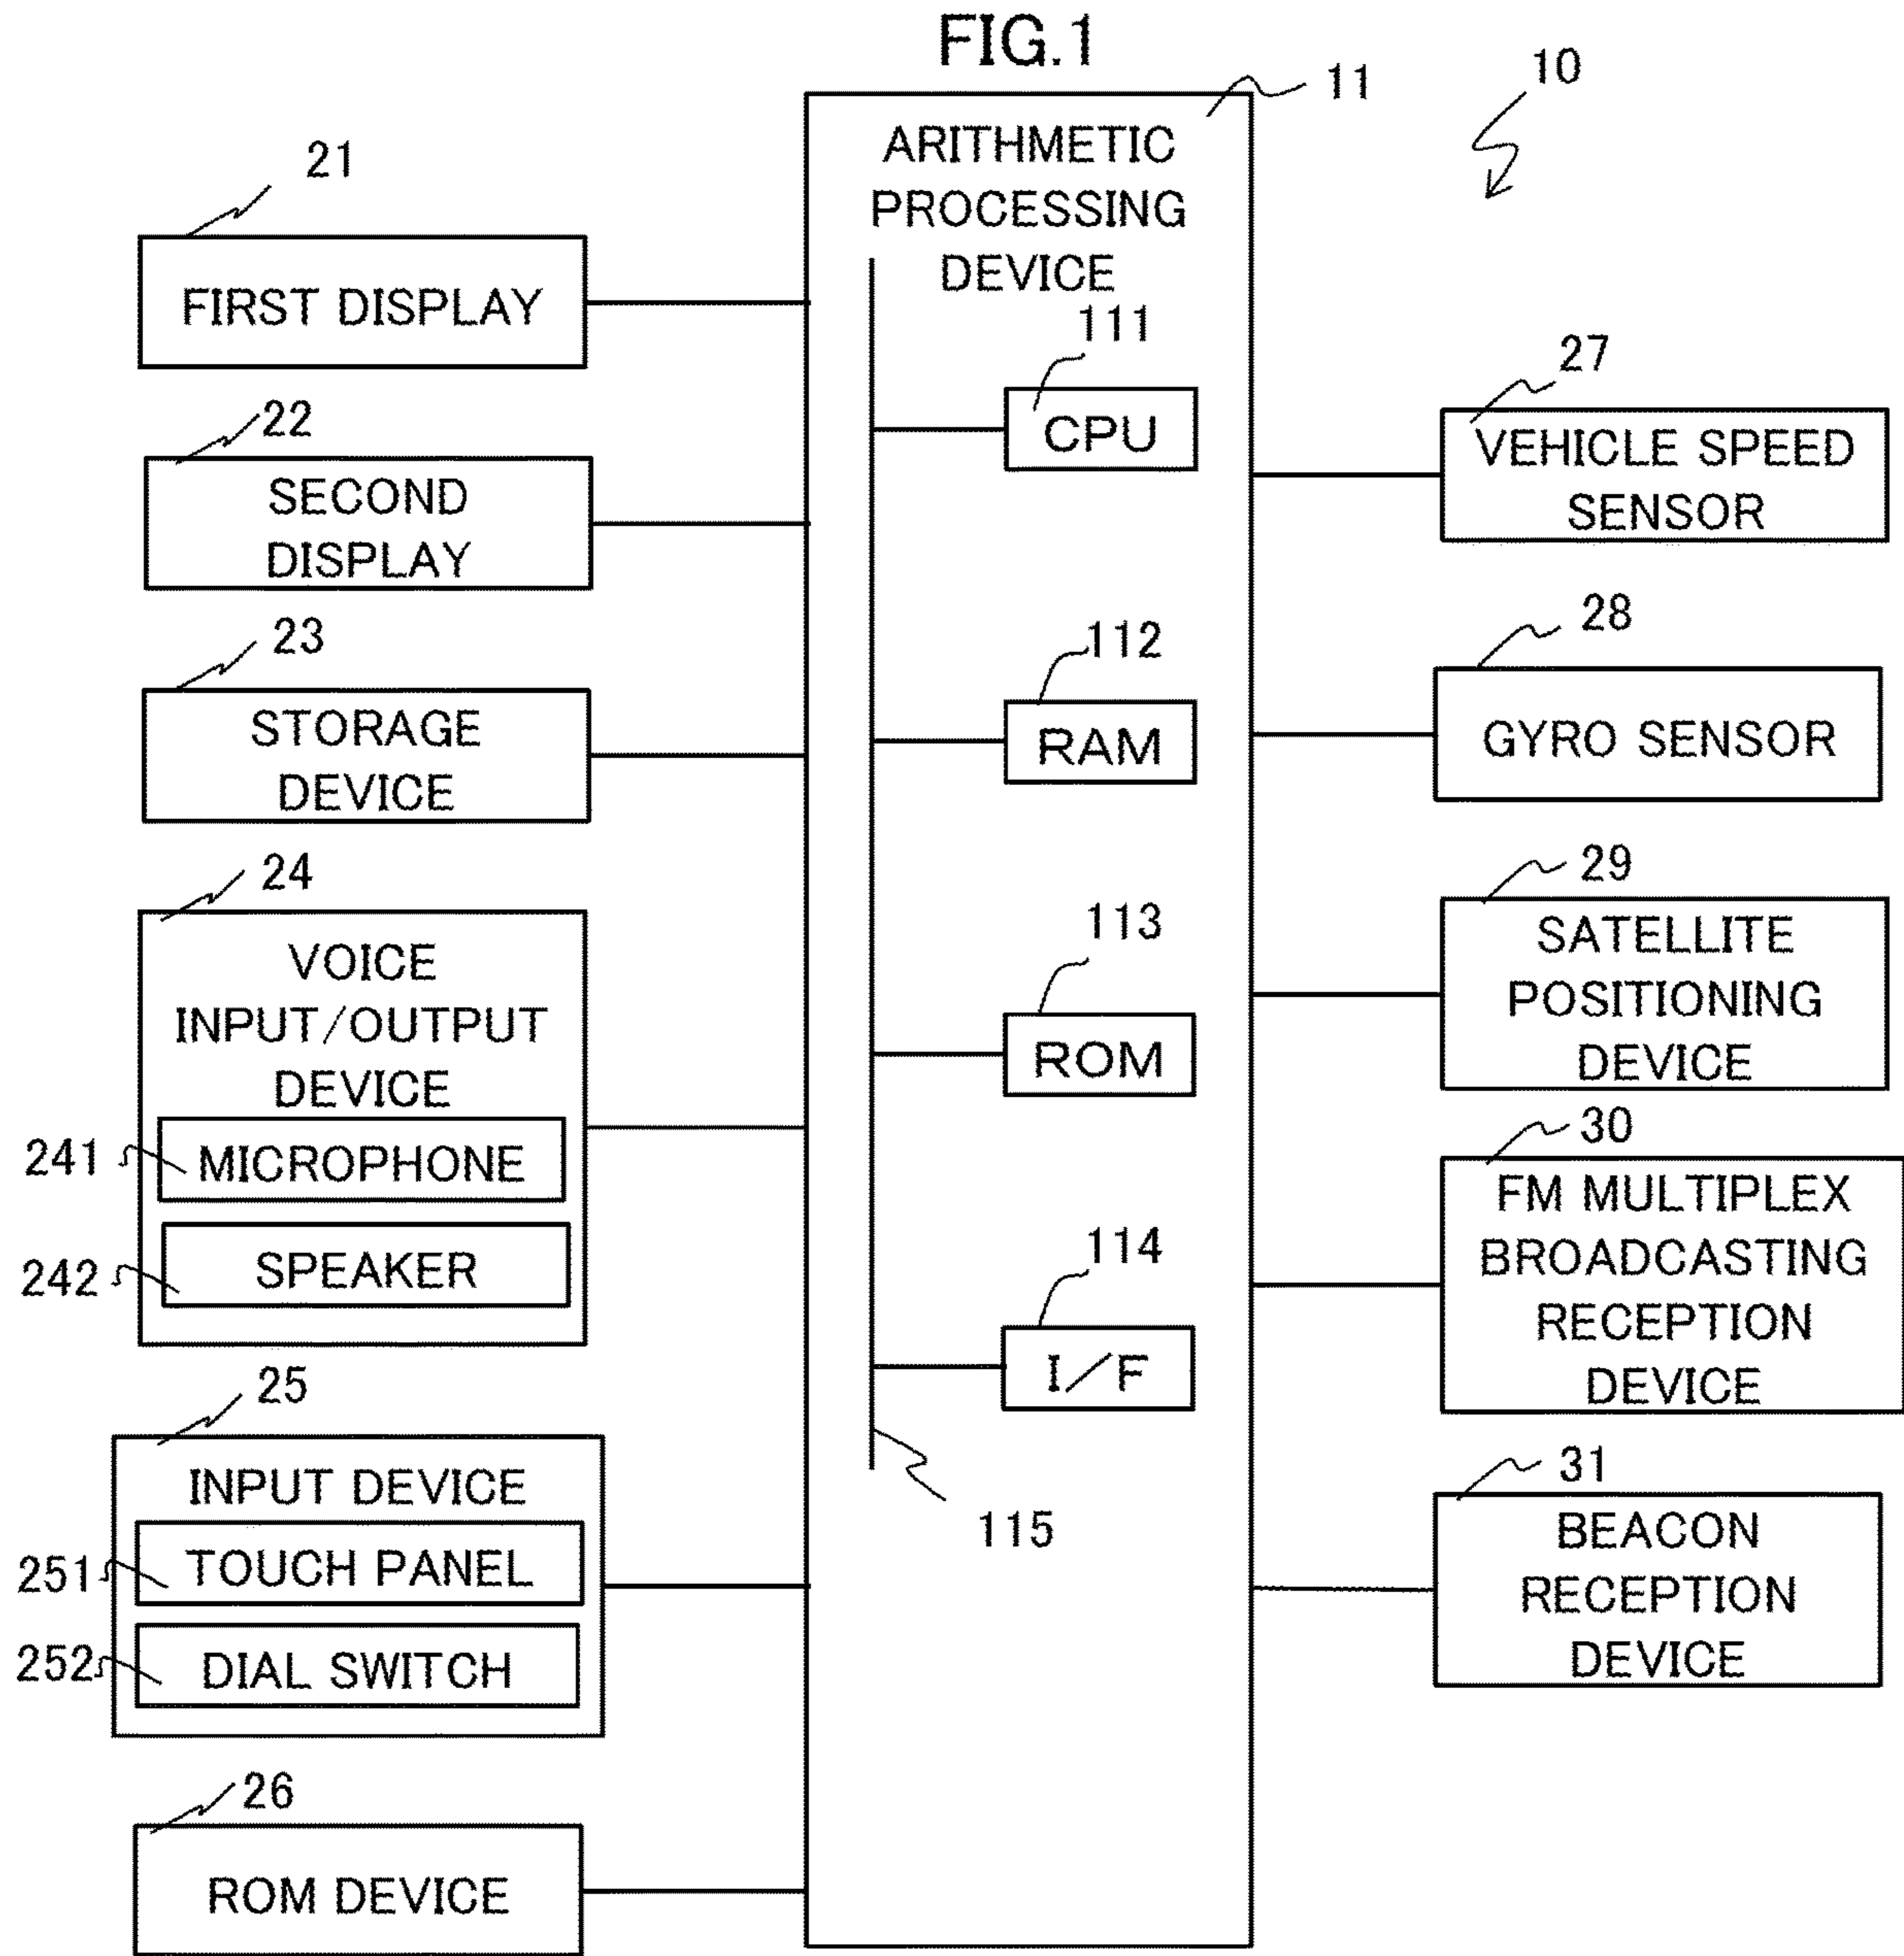 FIG.1
10
11
ARITHMETIC
PROCESSING
DEVICE
111
CPU
112
RAM
113
ROM
114
I/F
115
21
FIRST DISPLAY
22
SECOND
DISPLAY
23
STORAGE
DEVICE
24
VOICE
INPUT/OUTPUT
DEVICE
241
MICROPHONE
242
SPEAKER
25
INPUT DEVICE
251
TOUCH PANEL
252
DIAL SWITCH
26
ROM DEVICE
27
VEHICLE SPEED
SENSOR
28
GYRO SENSOR
29
SATELLITE
POSITIONING
DEVICE
30
FM MULTIPLEX
BROADCASTING
RECEPTION
DEVICE
31
BEACON
RECEPTION
DEVICE